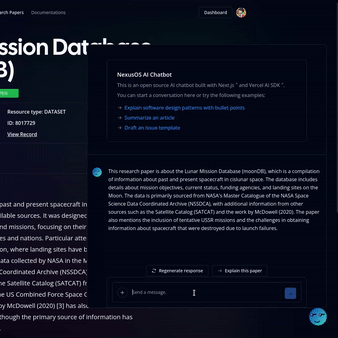 arch Papers
Documentations
Dashboard
ssion Database
3)
Resource type: DATASET
ID: 8017729
View Record
past and present spacecraft in
ilable sources. It was designed
and missions, focusing on their
es and nations. Particular atte
on, where landing sites have b
data collected by NASA in the M
Coordinated Archive (NSSDCA)
the Satellite Catalog (SATCAT) fr
he US Combined Force Space C
by McDowell (2020) [3] has also
though the primary source of information has
NexusOS AI Chatbot
This is an open source AI chatbot built with Next.js and Vercel AI SDK .
You can start a conversation here or try the following examples:
→ Explain software design patterns with bullet points
→ Summarize an article
→ Draft an issue template
This research paper is about the Lunar Mission Database (moonDB), which is a compilation
of information about past and present spacecraft in cislunar space. The database includes
details about mission objectives, current status, funding agencies, and landing sites on the
Moon. The data is primarily sourced from NASA's Master Catalogue of the NASA Space
Science Data Coordinated Archive (NSSDCA), with additional information from other
sources such as the Satellite Catalog (SATCAT) and the work by McDowell (2020). The paper
also mentions the inclusion of tentative USSR missions and the challenges in obtaining
information about spacecraft that were destroyed due to launch failures.
Regenerate response
Explain this paper
Send a message.